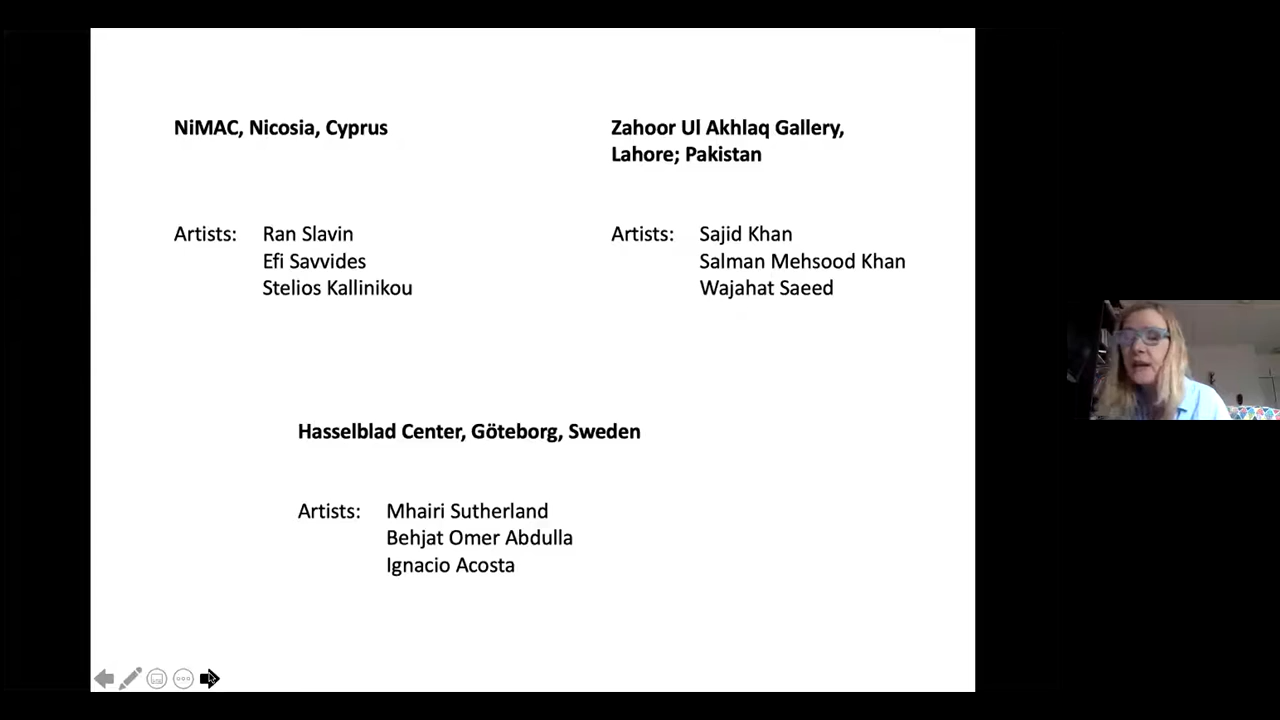 NiMAC, Nicosia, Cyprus
Artists: Ran Slavin
Efi Savvides
Stelios Kallinikou
Zahoor Ul Akhlaq Gallery,
Lahore; Pakistan
Artists: Sajid Khan
Salman Mehsood Khan
Wajahat Saeed
Hasselblad Center, Göteborg, Sweden
Artists: Mhairi Sutherland
Behjat Omer Abdulla
Ignacio Acosta